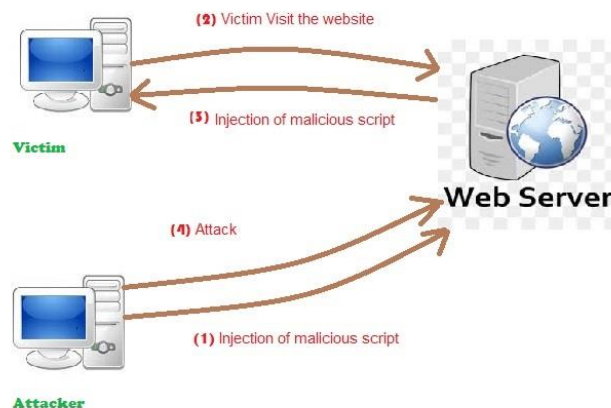 (2) Victim Visit the website
(3) Injection of malicious script
Victim
Web Server
(4) Attack
(1) Injection of malicious script
Attacker